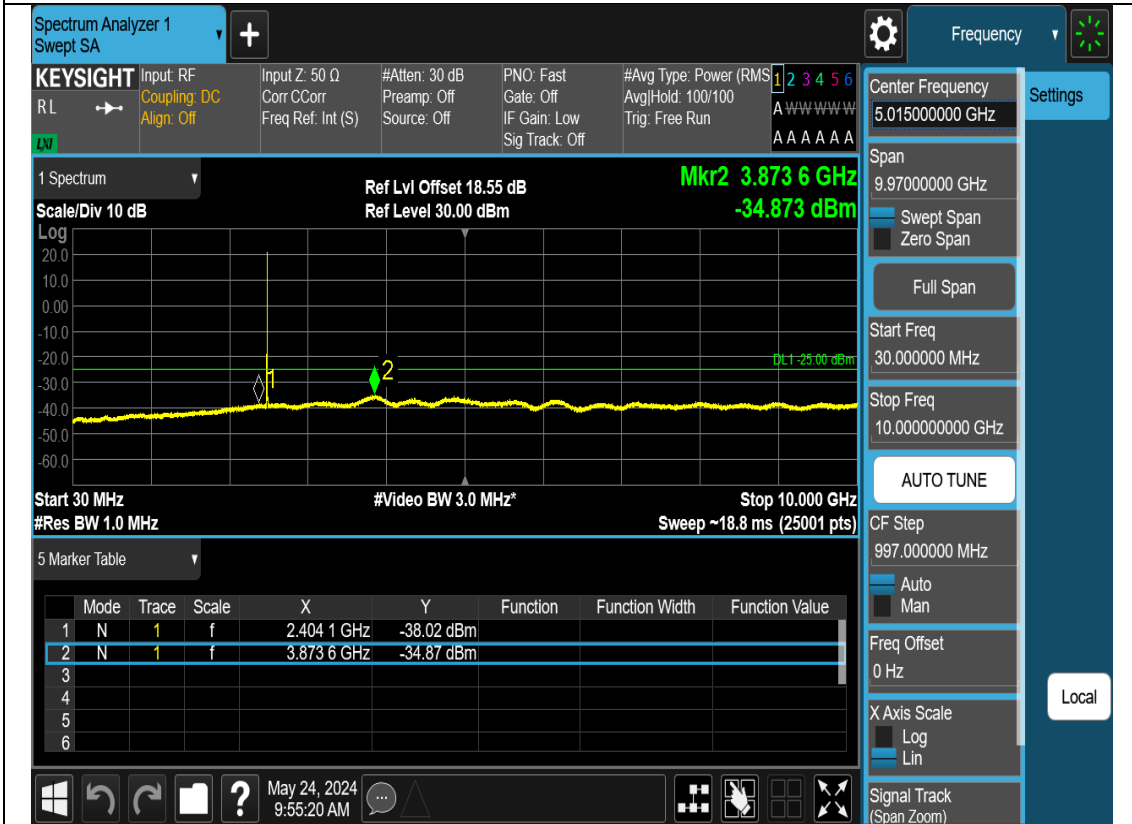 Spectrum Analyzer 1
Swept SA
+
Frequency
KEYSIGHT
R L
LXI
Input: RF
Coupling: DC
Align: Off
Input Z: 50 Ω
Corr CCorr
Freq Ref: Int (S)
#Atten: 30 dB
Preamp: Off
Source: Off
PNO: Fast
Gate: Off
IF Gain: Low
Sig Track: Off
#Avg Type: Power (RMS
Avg|Hold: 100/100
Trig: Free Run
1 2 3 4 5 6
A W W W W W
A A A A A A
1 Spectrum
Scale/Div 10 dB
Ref Lvl Offset 18.55 dB
Ref Level 30.00 dBm
Mkr2 3.873 6 GHz
-34.873 dBm
Log
20.0
10.0
0.00
-10.0
-20.0
-30.0
-40.0
-50.0
-60.0
DL1 -25.00 dBm
1
2
Start 30 MHz
#Video BW 3.0 MHz*
Stop 10.000 GHz
#Res BW 1.0 MHz
Sweep ~18.8 ms (25001 pts)
5 Marker Table
Mode Trace Scale X Y Function Function Width Function Value
1 N 1 f 2.404 1 GHz -38.02 dBm
2 N 1 f 3.873 6 GHz -34.87 dBm
3
4
5
6
?
May 24, 2024
9:55:20 AM
Center Frequency
5.015000000 GHz
Settings
Span
9.97000000 GHz
Swept Span
Zero Span
Full Span
Start Freq
30.000000 MHz
Stop Freq
10.000000000 GHz
AUTO TUNE
CF Step
997.000000 MHz
Auto
Man
Freq Offset
0 Hz
Local
X Axis Scale
Log
Lin
Signal Track
(Span Zoom)